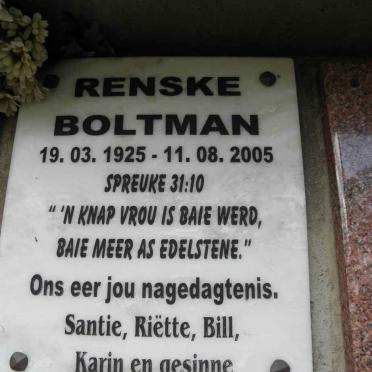 RENSKE
BOLTMAN
19. 03. 1925 - 11. 08. 2005
SPREUKE 31:10
“ 'N KNAP VROU IS BAIE WERD,
BAIE MEER AS EDELSTENE.”
Ons eer jou nagedagtenis.
Santie, Riëtte, Bill,
Karin en gesinne